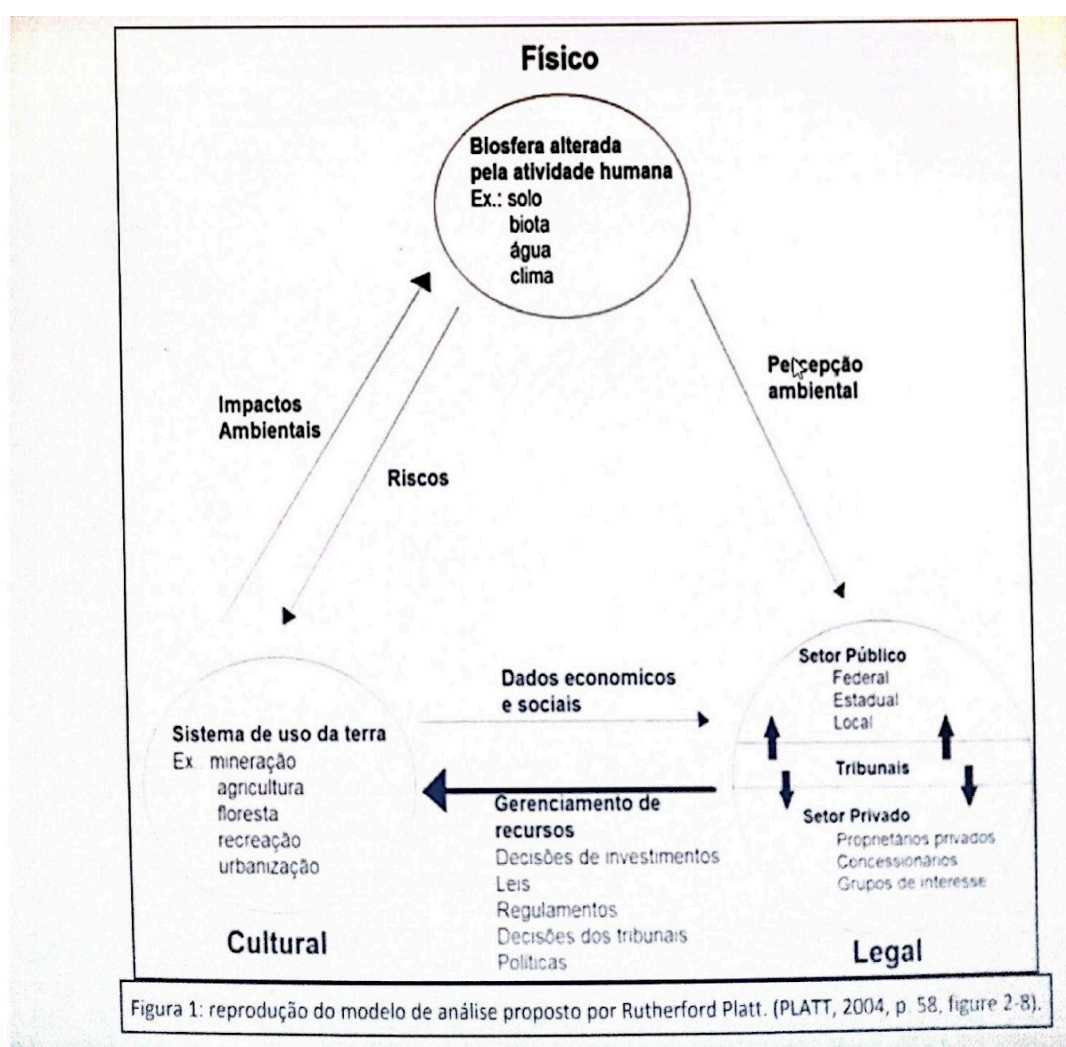 Físico
Biosfera alterada
pela atividade humana
Ex.: solo
biota
água
clima
Percepção
ambiental
Impactos
Ambientais
Riscos
Dados economicos
e sociais
Setor Público
Federal
Estadual
Local
Tribunais
Setor Privado
Proprietários privados
Concessionários
Grupos de interesse
Sistema de uso da terra
Ex. mineração
agricultura
floresta
recreação
urbanização
Gerenciamento de
recursos
Decisões de investimentos
Leis
Regulamentos
Decisões dos tribunais
Políticas
Cultural
Legal
Figura 1: reprodução do modelo de análise proposto por Rutherford Platt. (PLATT, 2004, p. 58, figure 2-8).